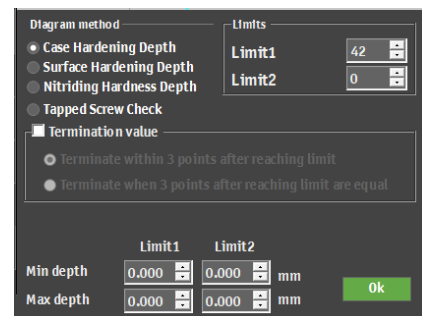 Diagram method
Limits
Case Hardening Depth
Limit1 42
Surface Hardening Depth
Limit2 0
Nitriding Hardness Depth
Tapped Screw Check
Termination value
Terminate within 3 points after reaching limit
Terminate when 3 points after reaching limit are equal
Limit1 Limit2
Min depth 0.000 0.000 mm
Max depth 0.000 0.000 mm
Ok